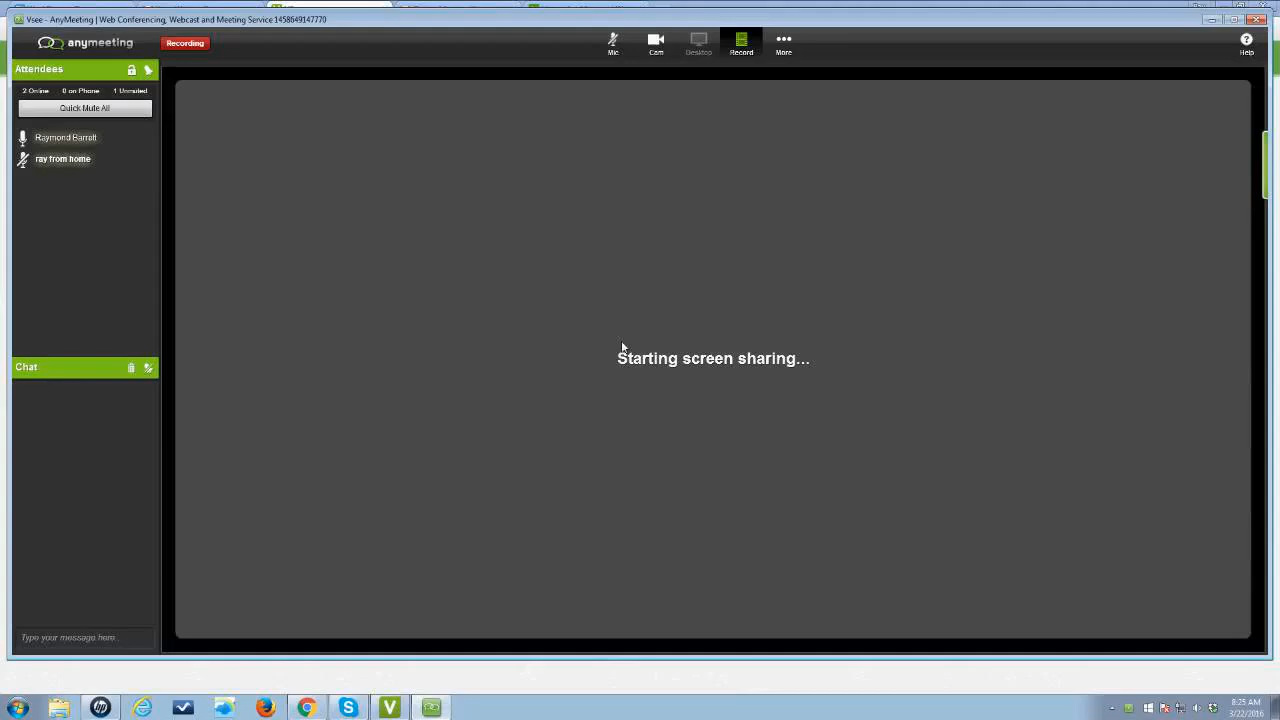 Vsee - AnyMeeting | Web Conferencing, Webcast and Meeting Service 1458649147770
anymeeting
Recording
Mic
Cam
Desktop
Record
More
Help
Attendees
2 Online 0 on Phone 1 Unmuted
Quick Mute All
Raymond Barrett
ray from home
Starting screen sharing...
Chat
Type your message here..
hp
S
V
8:25 AM
3/22/2016